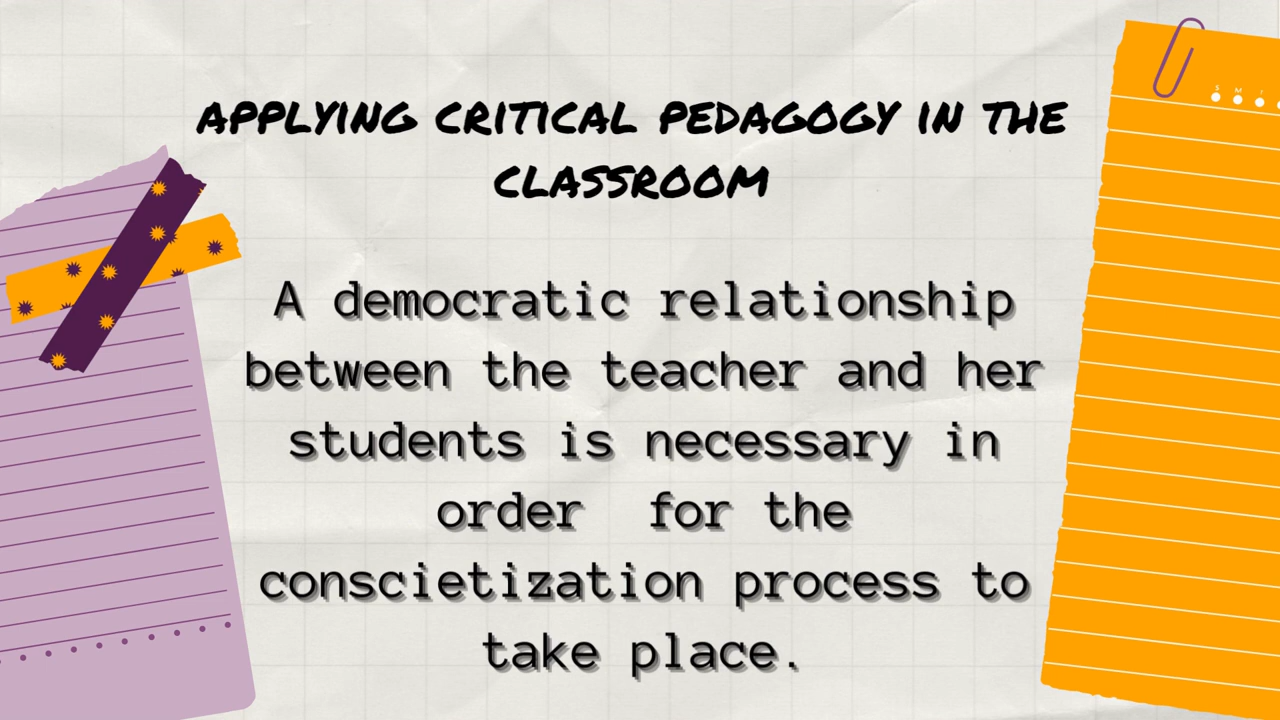 APPLYING CRITICAL PEDAGOGY IN THE
CLASSROOM
A democratic relationship
between the teacher and her
students is necessary in
order for the
conscietization process to
take place.
S M T